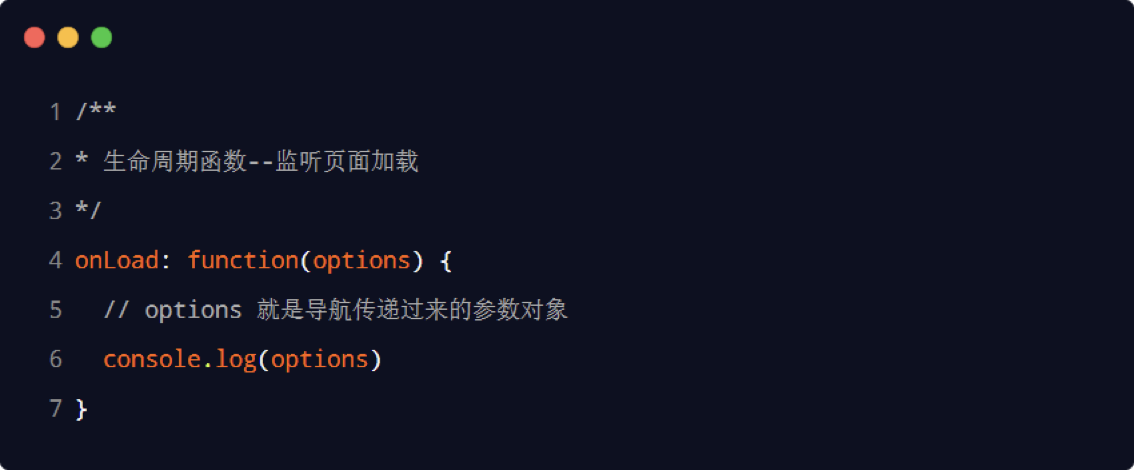 1 /**
2 * 生命周期函数--监听页面加载
3 */
4 onLoad: function(options) {
5   // options 就是导航传递过来的参数对象
6   console.log(options)
7 }